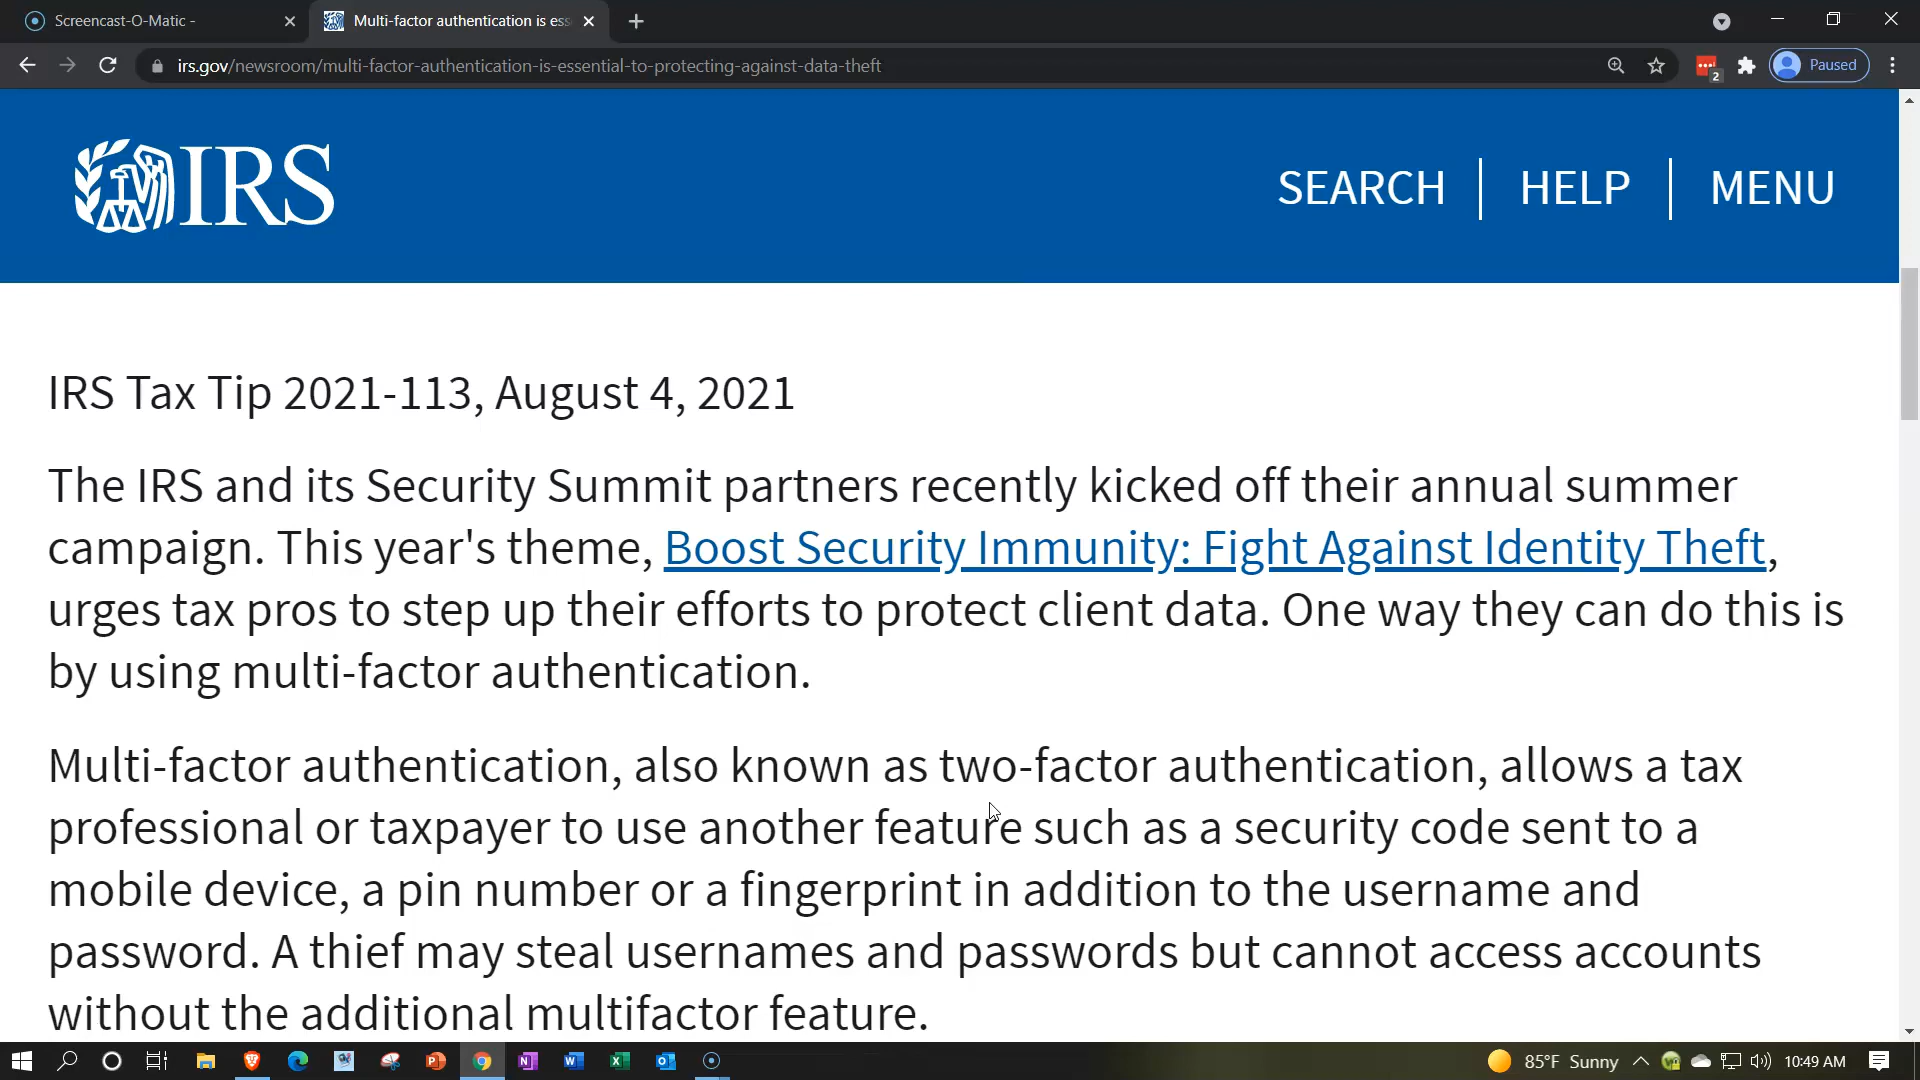 Screencast-O-Matic -
Multi-factor authentication is ess
irs.gov/newsroom/multi-factor-authentication-is-essential-to-protecting-against-data-theft
2
Paused
IRS
SEARCH
HELP
MENU
IRS Tax Tip 2021-113, August 4, 2021
The IRS and its Security Summit partners recently kicked off their annual summer
campaign. This year's theme, Boost Security Immunity: Fight Against Identity Theft,
urges tax pros to step up their efforts to protect client data. One way they can do this is
by using multi-factor authentication.
Multi-factor authentication, also known as two-factor authentication, allows a tax
professional or taxpayer to use another feature such as a security code sent to a
mobile device, a pin number or a fingerprint in addition to the username and
password. A thief may steal usernames and passwords but cannot access accounts
without the additional multifactor feature.
85°F Sunny
10:49 AM